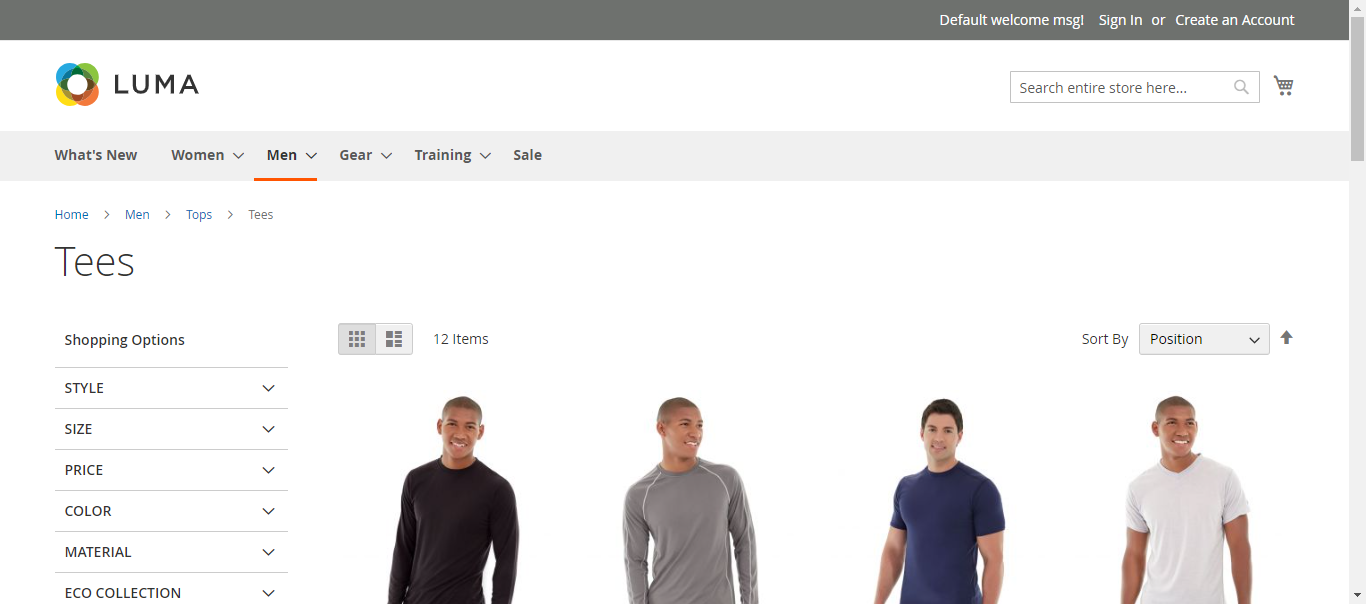 Default welcome msg! Sign In or Create an Account
LUMA
Search entire store here...
What's New Women Men Gear Training Sale
Home > Men > Tops > Tees
Tees
Shopping Options
12 Items
Sort By Position
STYLE
SIZE
PRICE
COLOR
MATERIAL
ECO COLLECTION